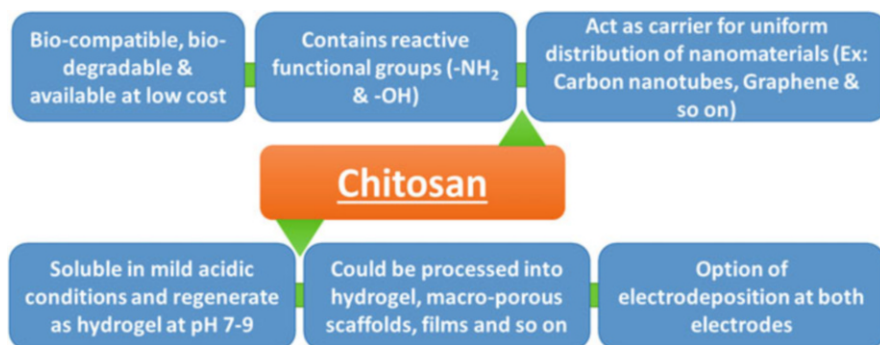 Bio-compatible, bio-
degradable &
available at low cost
Contains reactive
functional groups (-NH₂
& -OH)
Act as carrier for uniform
distribution of nanomaterials (Ex:
Carbon nanotubes, Graphene &
so on)
Chitosan
Soluble in mild acidic
conditions and regenerate
as hydrogel at pH 7-9
Could be processed into
hydrogel, macro-porous
scaffolds, films and so on
Option of
electrodeposition at both
electrodes